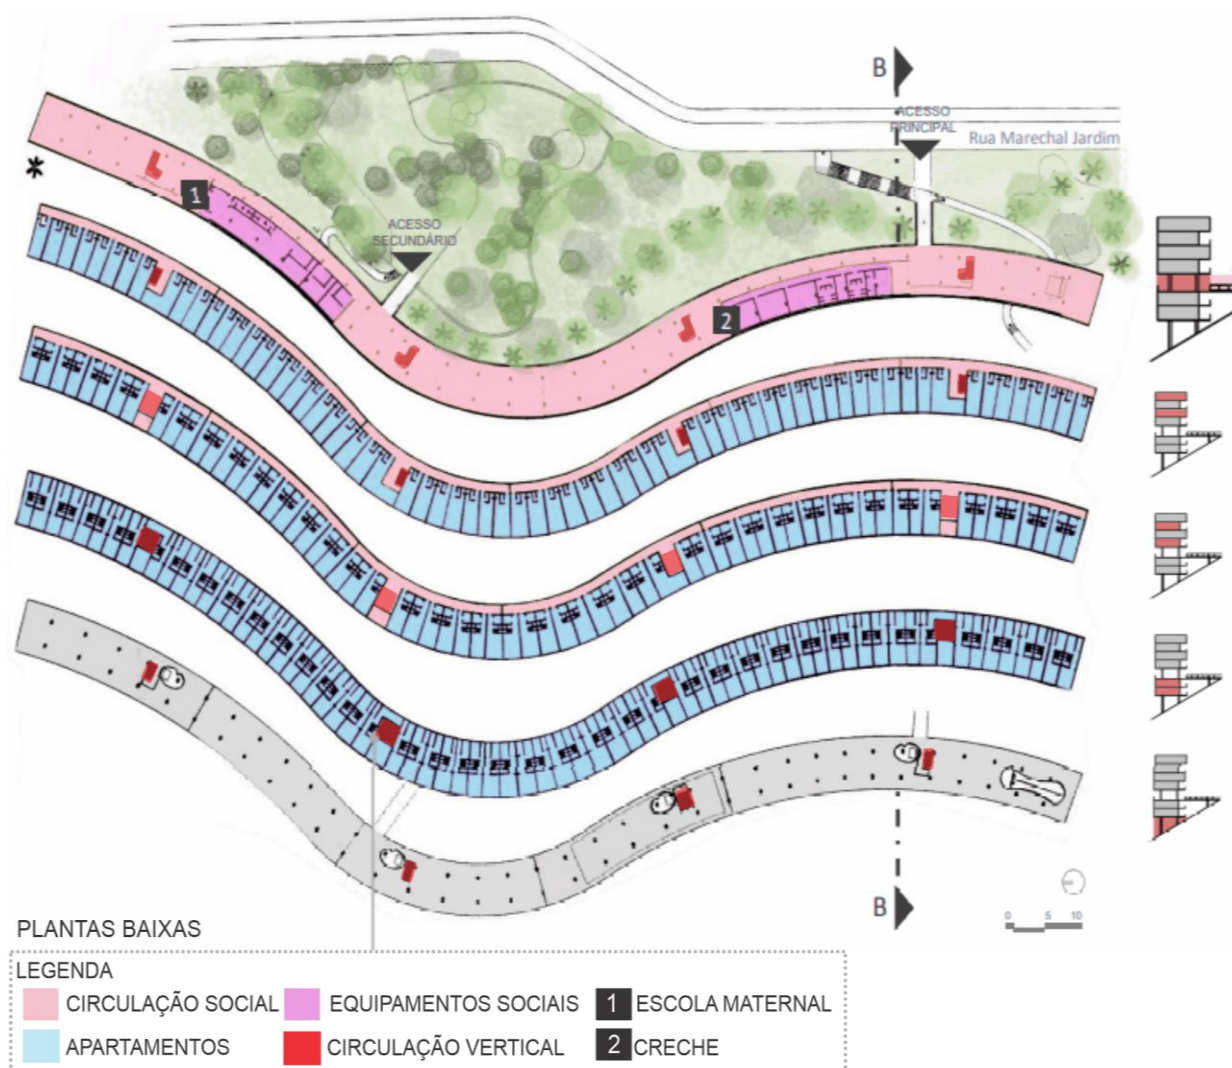 B
ACESSO
PRINCIPAL
Rua Marechal Jardim
1
ACESSO
SECUNDÁRIO
2
B
0 5 10
PLANTAS BAIXAS
LEGENDA
CIRCULAÇÃO SOCIAL
EQUIPAMENTOS SOCIAIS
1 ESCOLA MATERNAL
APARTAMENTOS
CIRCULAÇÃO VERTICAL
2 CRECHE